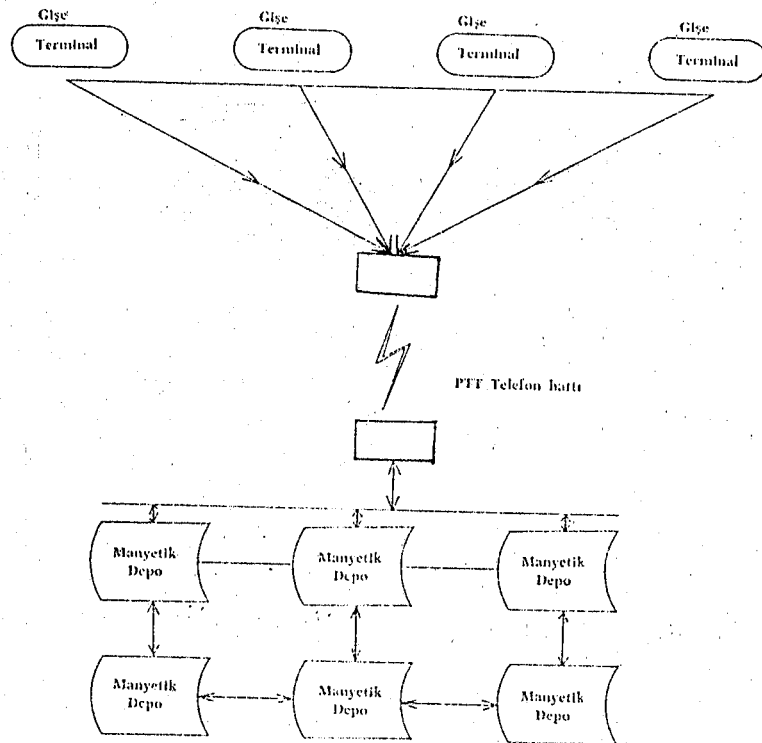 Gişe
Gişe
Gişe
Gişe
Terminal
Terminal
Terminal
Terminal
PTT Telefon hattı
Manyetik
Depo
Manyetik
Depo
Manyetik
Depo
Manyetik
Depo
Manyetik
Depo
Manyetik
Depo